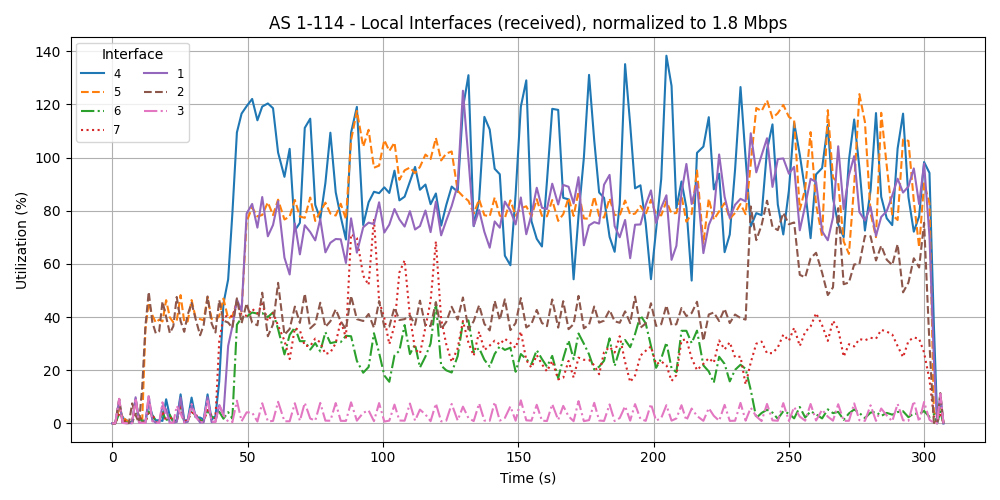 AS 1-114 - Local Interfaces (received), normalized to 1.8 Mbps
Interface
4 1
5 2
6 3
7
140
120
100
80
60
40
20
0
Utilization (%)
0 50 100 150 200 250 300
Time (s)